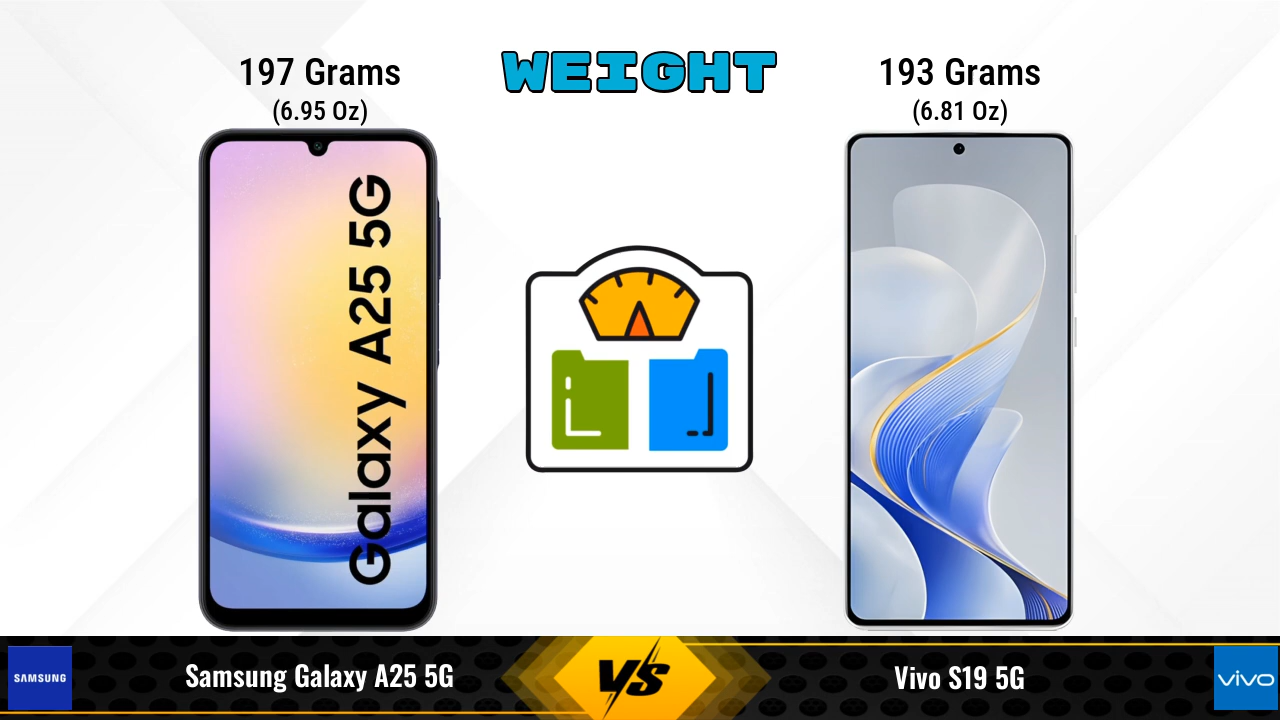 WEIGHT
197 Grams
(6.95 Oz)
193 Grams
(6.81 Oz)
Galaxy A25 5G
SAMSUNG
Samsung Galaxy A25 5G
VS
Vivo S19 5G
vivo